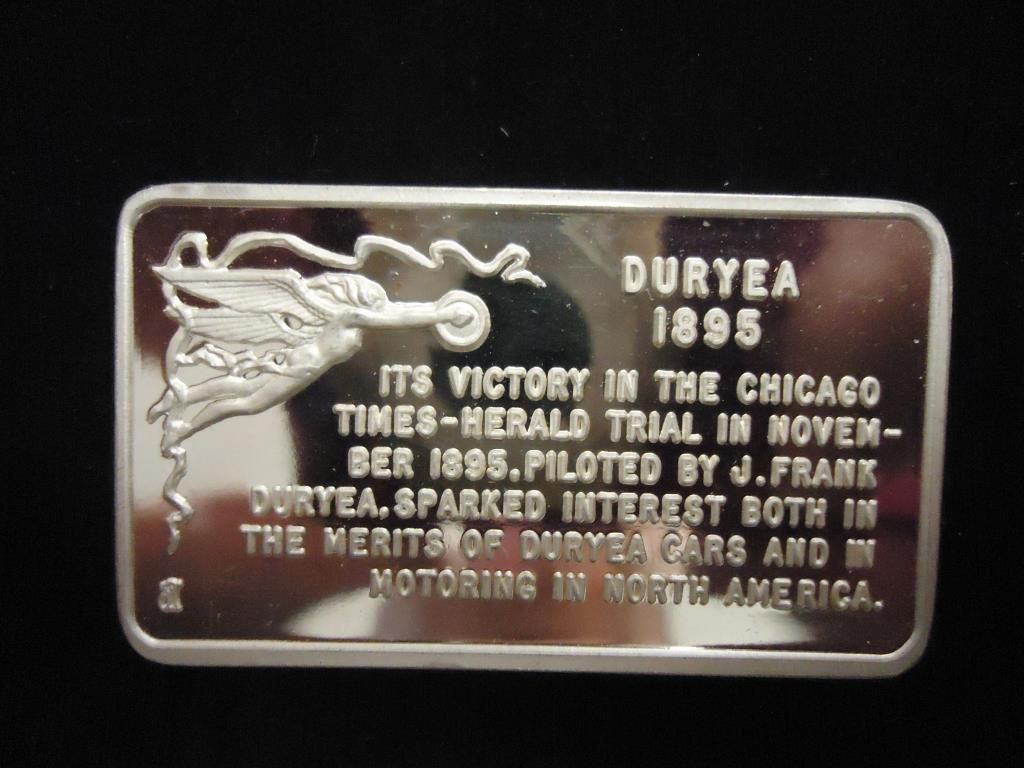 DURYEA
1895
ITS VICTORY IN THE CHICAGO
TIMES-HERALD TRIAL IN NOVEM-
BER 1895.PILOTED BY J.FRANK
DURYEA,SPARKED INTEREST BOTH IN
THE MERITS OF DURYEA CARS AND IN
MOTORING IN NORTH AMERICA.